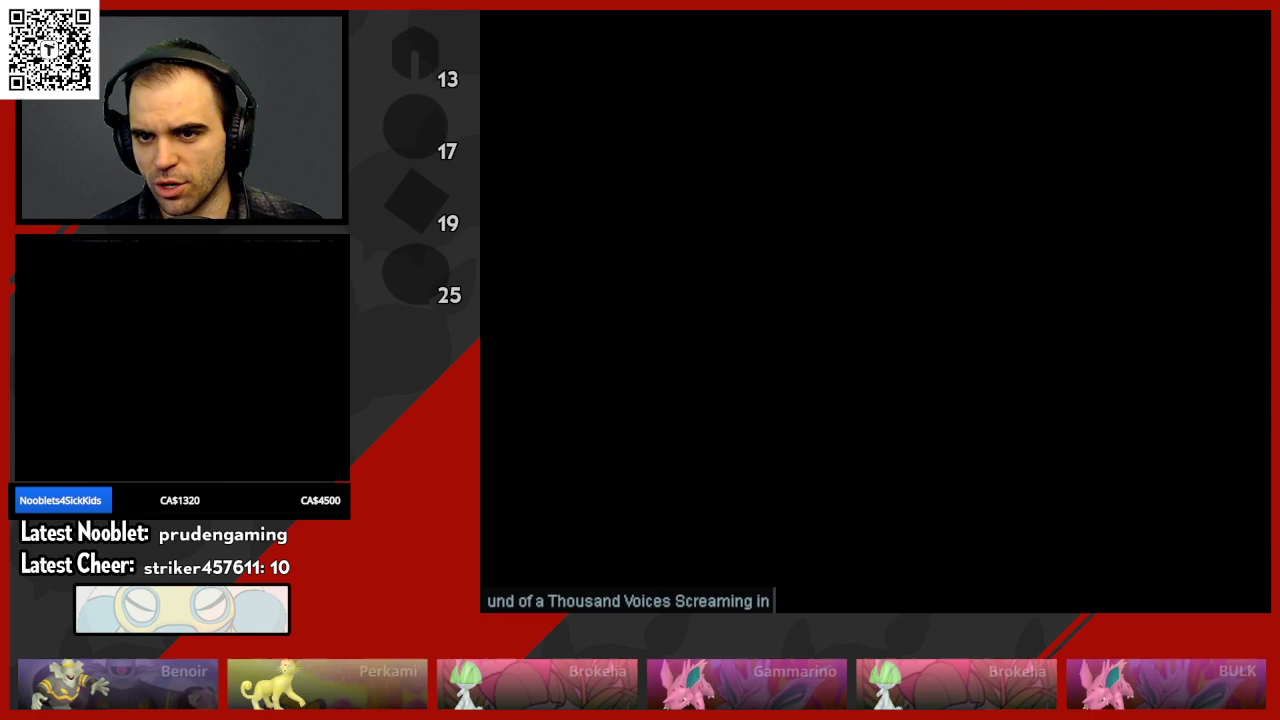 13
17
19
25
Nooblets4SickKids CA$1320 CA$4500
Latest Nooblet: prudengaming
Latest Cheer: striker457611: 10
und of a Thousand Voices Screaming in
Benoir Perkami Brokelia Gammarino Brokelia BULK